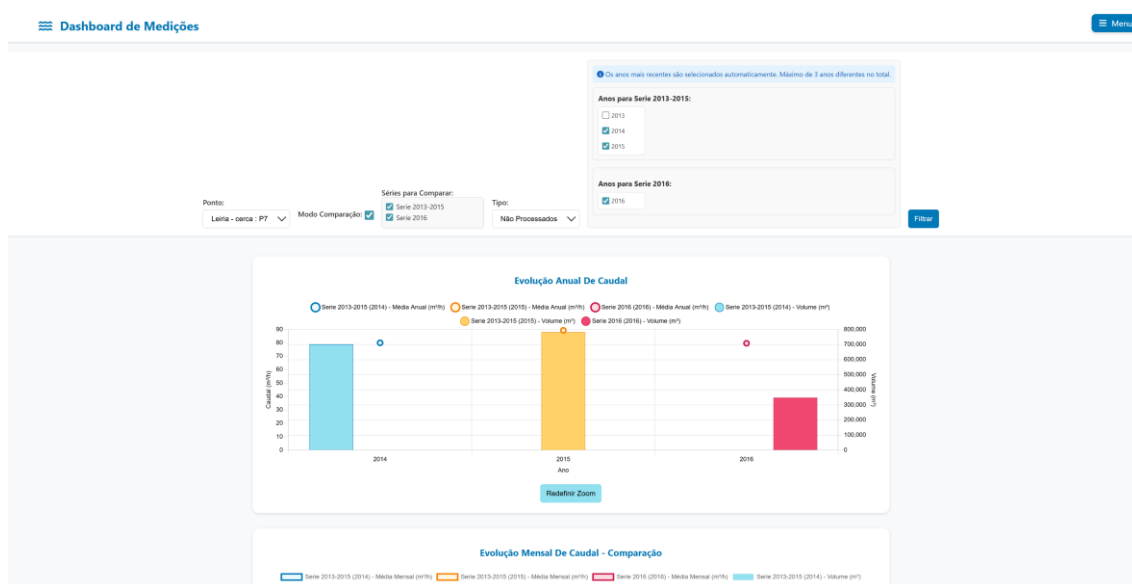 Dashboard de Medições
Menu
Os anos mais recentes são selecionados automaticamente. Máximo de 3 anos diferentes no total.
Anos para Serie 2013-2015:
2013
2014
2015
Anos para Serie 2016:
2016
Ponto:
Leiria - cerca : P7
Modo Comparação:
Séries para Comparar:
Serie 2013-2015
Serie 2016
Tipo:
Não Processados
Filtrar
Evolução Anual De Caudal
Serie 2013-2015 (2014) - Média Anual (m³/h) Serie 2013-2015 (2015) - Média Anual (m³/h) Serie 2016 (2016) - Média Anual (m³/h) Serie 2013-2015 (2014) - Volume (m³)
Serie 2013-2015 (2015) - Volume (m³) Serie 2016 (2016) - Volume (m³)
90
80
70
60
50
40
30
20
10
0
Caudal (m³/h)
800,000
700,000
600,000
500,000
400,000
300,000
200,000
100,000
0
Volume (m³)
2014 2015 2016
Ano
Redefinir Zoom
Evolução Mensal De Caudal - Comparação
Serie 2013-2015 (2014) - Média Mensal (m³/h) Serie 2013-2015 (2015) - Média Mensal (m³/h) Serie 2016 (2016) - Média Mensal (m³/h) Serie 2013-2015 (2014) - Volume (m³)